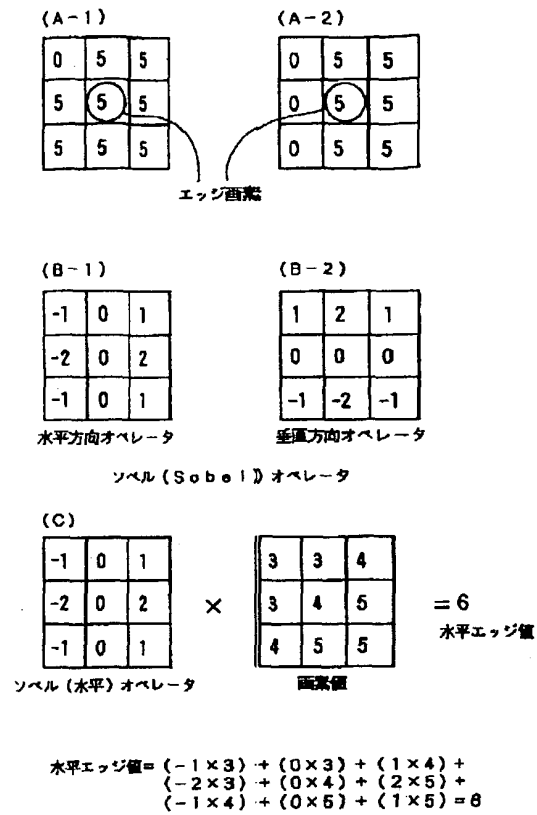 (A-1) (A-2)
0 5 5 0 5 5
5 5 5 0 5 5
5 5 5 0 5 5
エッジ画素
(B-1) (B-2)
-1 0 1 1 2 1
-2 0 2 0 0 0
-1 0 1 -1 -2 -1
水平方向オペレータ 垂直方向オペレータ
ソベル(Sobel)オペレータ
(C)
-1 0 1 3 3 4
-2 0 2 × 3 4 5 =6
水平エッジ値
-1 0 1 4 5 5
ソベル(水平)オペレータ 画素値
水平エッジ値=(-1×3)+(0×3)+(1×4)+
(-2×3)+(0×4)+(2×5)+
(-1×4)+(0×5)+(1×5)=6